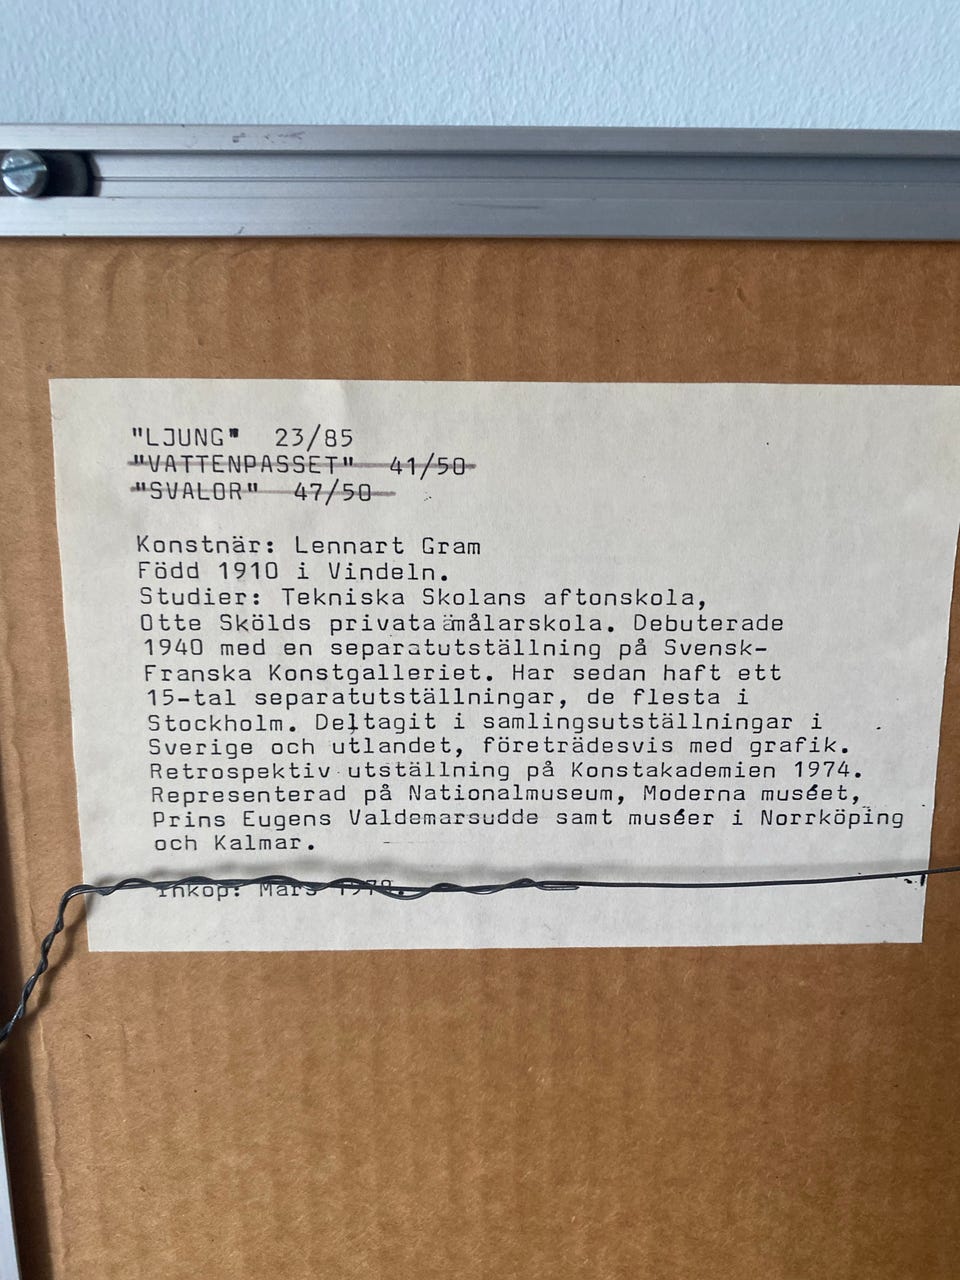 "LJUNG" 23/85
"VATTENPASSET" 41/50
"SVALOR" 47/50
Konstnär: Lennart Gram
Född 1910 i Vindeln.
Studier: Tekniska Skolans aftonskola,
Otte Skölds privata målarskola. Debuterade
1940 med en separatutställning på Svensk-
Franska Konstgalleriet. Har sedan haft ett
15-tal separatutställningar, de flesta i
Stockholm. Deltagit i samlingsutställningar i
Sverige och utlandet, företrädesvis med grafik.
Retrospektiv utställning på Konstakademien 1974.
Representerad på Nationalmuseum, Moderna muséet,
Prins Eugens Valdemarsudde samt muséer i Norrköping
och Kalmar.
Inköp: Mars